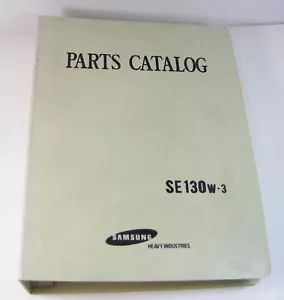 PARTS CATALOG
SE130W-3
SAMSUNG
HEAVY INDUSTRIES